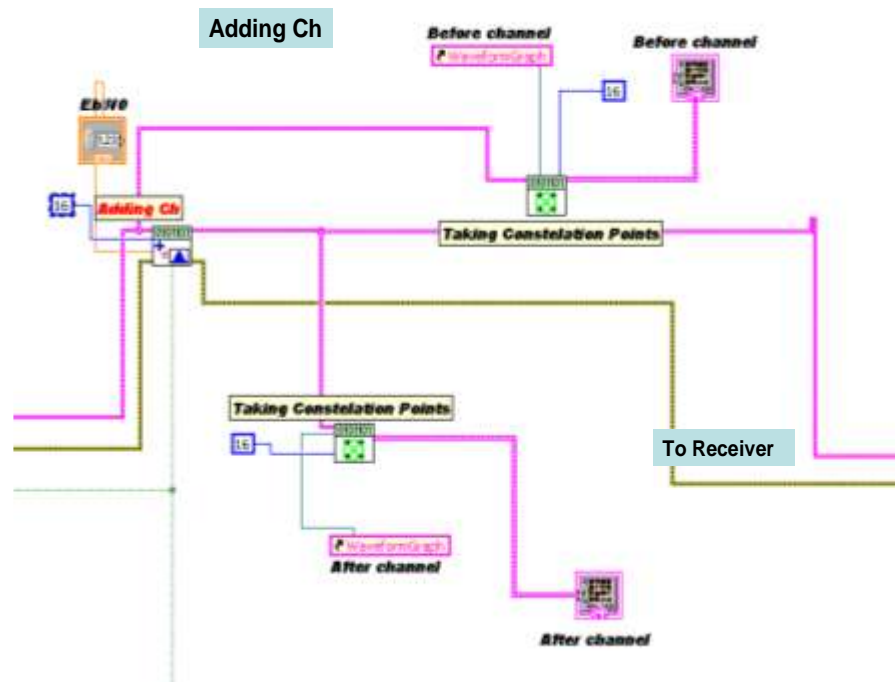 Adding Ch
Before channel
WaveformGraph
Before channel
16
Eb/N0
16
Adding Ch
Taking Constelation Points
Taking Constelation Points
16
To Receiver
WaveformGraph
After channel
After channel